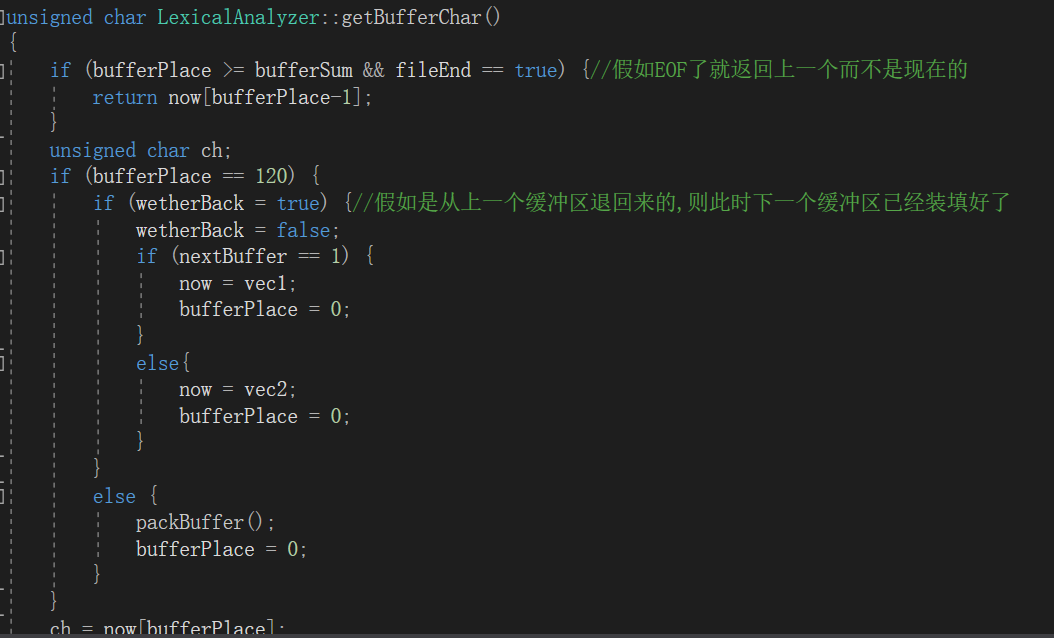 unsigned char LexicalAnalyzer::getBufferChar()
{
if (bufferPlace >= bufferSum && fileEnd == true) {//假如EOF了就返回上一个而不是现在的
return now[bufferPlace-1];
}
unsigned char ch;
if (bufferPlace == 120) {
if (wetherBack = true) {//假如是从上一个缓冲区退回来的,则此时下一个缓冲区已经装填好了
wetherBack = false;
if (nextBuffer == 1) {
now = vec1;
bufferPlace = 0;
}
else{
now = vec2;
bufferPlace = 0;
}
}
else {
packBuffer();
bufferPlace = 0;
}
}
ch = now[bufferPlace];